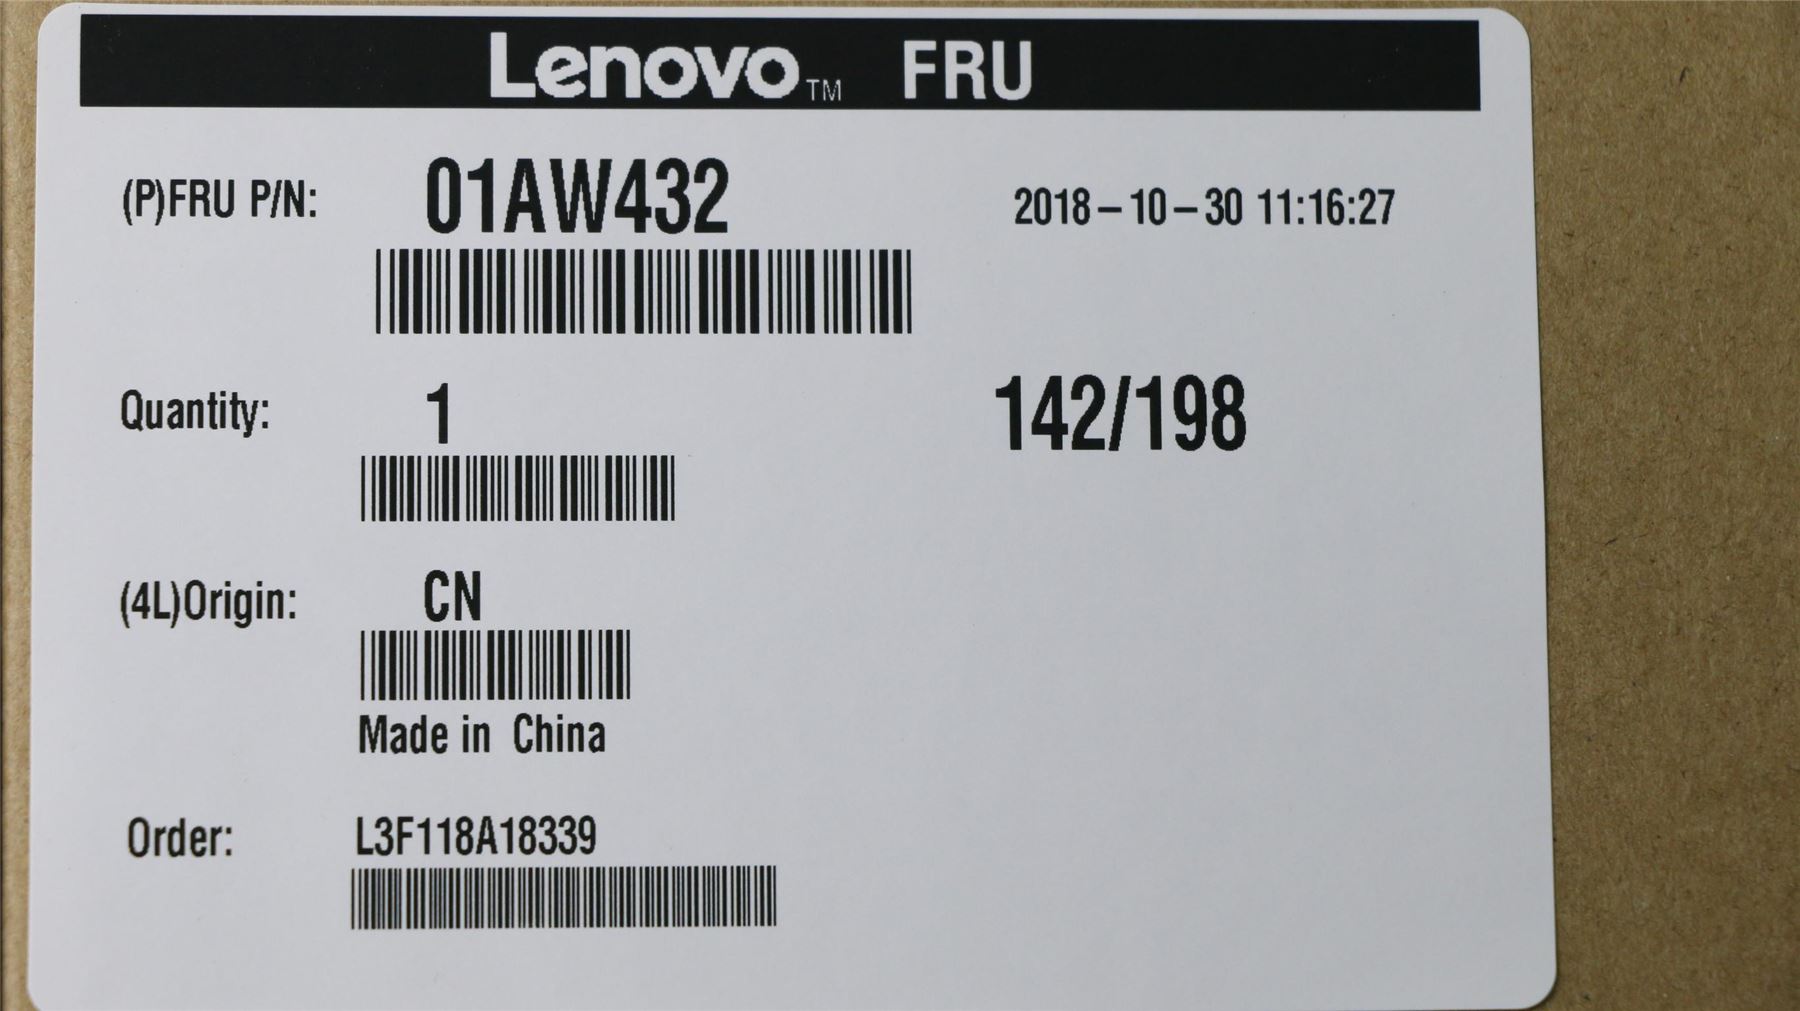 Lenovo™ FRU
(P)FRU P/N: 01AW432 2018-10-30 11:16:27
Quantity: 1 142/198
(4L)Origin: CN
Made in China
Order: L3F118A18339